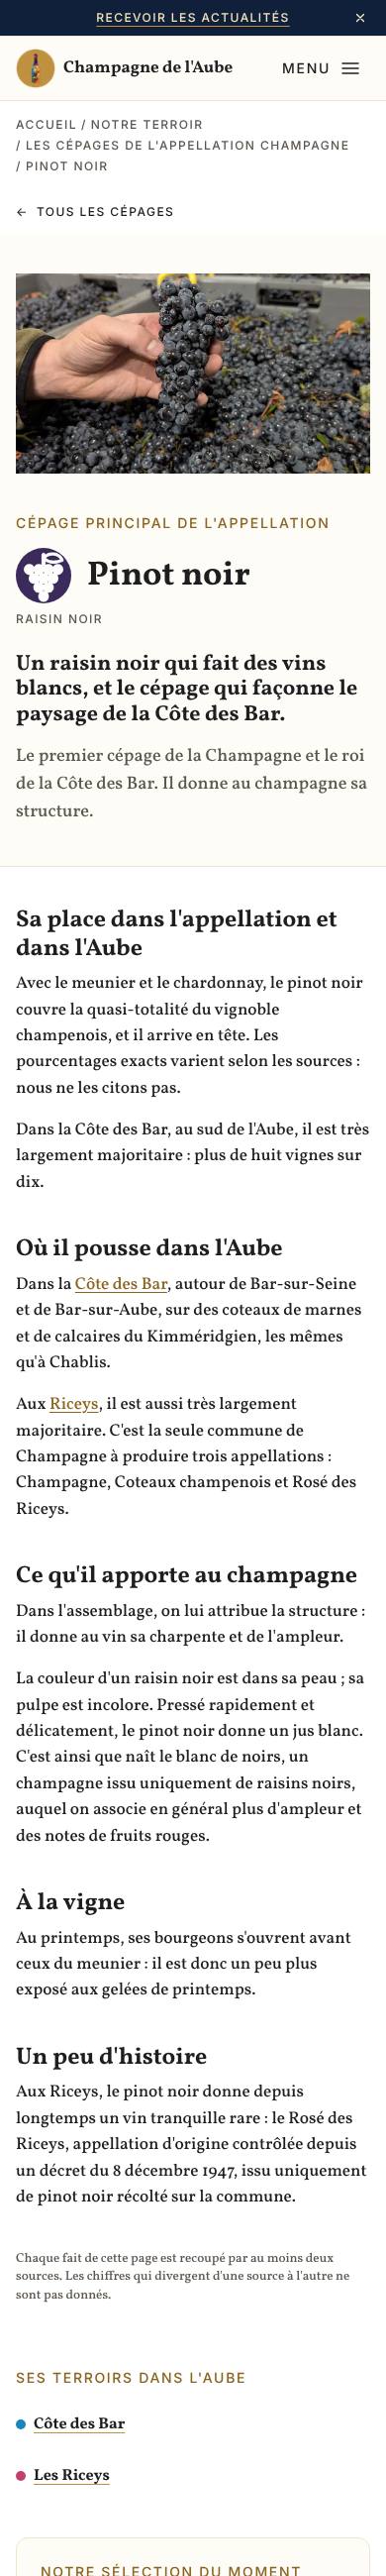 RECEVOIR LES ACTUALITÉS ×
Champagne de l'Aube MENU
ACCUEIL / NOTRE TERROIR
/ LES CÉPAGES DE L'APPELLATION CHAMPAGNE
/ PINOT NOIR
← TOUS LES CÉPAGES
CÉPAGE PRINCIPAL DE L'APPELLATION
Pinot noir
RAISIN NOIR
Un raisin noir qui fait des vins
blancs, et le cépage qui façonne le
paysage de la Côte des Bar.
Le premier cépage de la Champagne et le roi
de la Côte des Bar. Il donne au champagne sa
structure.
Sa place dans l'appellation et
dans l'Aube
Avec le meunier et le chardonnay, le pinot noir
couvre la quasi-totalité du vignoble
champenois, et il arrive en tête. Les
pourcentages exacts varient selon les sources :
nous ne les citons pas.
Dans la Côte des Bar, au sud de l'Aube, il est très
largement majoritaire : plus de huit vignes sur
dix.
Où il pousse dans l'Aube
Dans la Côte des Bar, autour de Bar-sur-Seine
et de Bar-sur-Aube, sur des coteaux de marnes
et de calcaires du Kimméridgien, les mêmes
qu'à Chablis.
Aux Riceys, il est aussi très largement
majoritaire. C'est la seule commune de
Champagne à produire trois appellations :
Champagne, Coteaux champenois et Rosé des
Riceys.
Ce qu'il apporte au champagne
Dans l'assemblage, on lui attribue la structure :
il donne au vin sa charpente et de l'ampleur.
La couleur d'un raisin noir est dans sa peau ; sa
pulpe est incolore. Pressé rapidement et
délicatement, le pinot noir donne un jus blanc.
C'est ainsi que naît le blanc de noirs, un
champagne issu uniquement de raisins noirs,
auquel on associe en général plus d'ampleur et
des notes de fruits rouges.
À la vigne
Au printemps, ses bourgeons s'ouvrent avant
ceux du meunier : il est donc un peu plus
exposé aux gelées de printemps.
Un peu d'histoire
Aux Riceys, le pinot noir donne depuis
longtemps un vin tranquille rare : le Rosé des
Riceys, appellation d'origine contrôlée depuis
un décret du 8 décembre 1947, issu uniquement
de pinot noir récolté sur la commune.
Chaque fait de cette page est recoupé par au moins deux
sources. Les chiffres qui divergent d'une source à l'autre ne
sont pas donnés.
SES TERROIRS DANS L'AUBE
Côte des Bar
Les Riceys
NOTRE SÉLECTION DU MOMENT